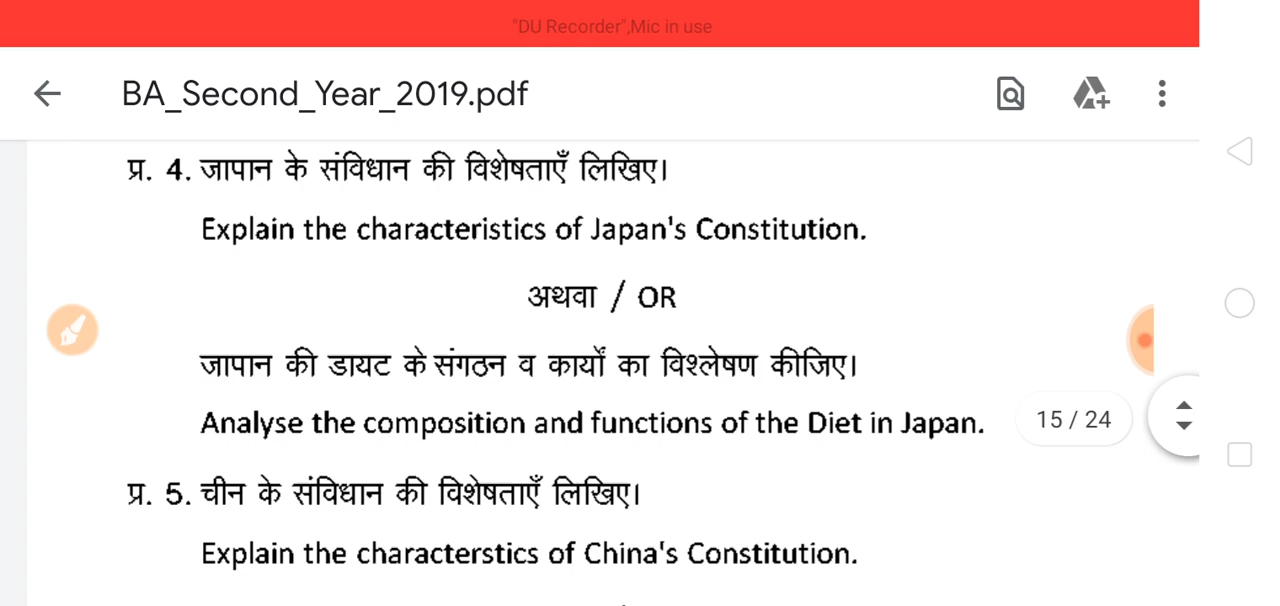 "DU Recorder",Mic in use
BA_Second_Year_2019.pdf
प्र. 4. जापान के संविधान की विशेषताएँ लिखिए।
Explain the characteristics of Japan's Constitution.
अथवा / OR
जापान की डायट के संगठन व कार्यों का विश्लेषण कीजिए।
Analyse the composition and functions of the Diet in Japan.
15 / 24
प्र. 5. चीन के संविधान की विशेषताएँ लिखिए।
Explain the characterstics of China's Constitution.